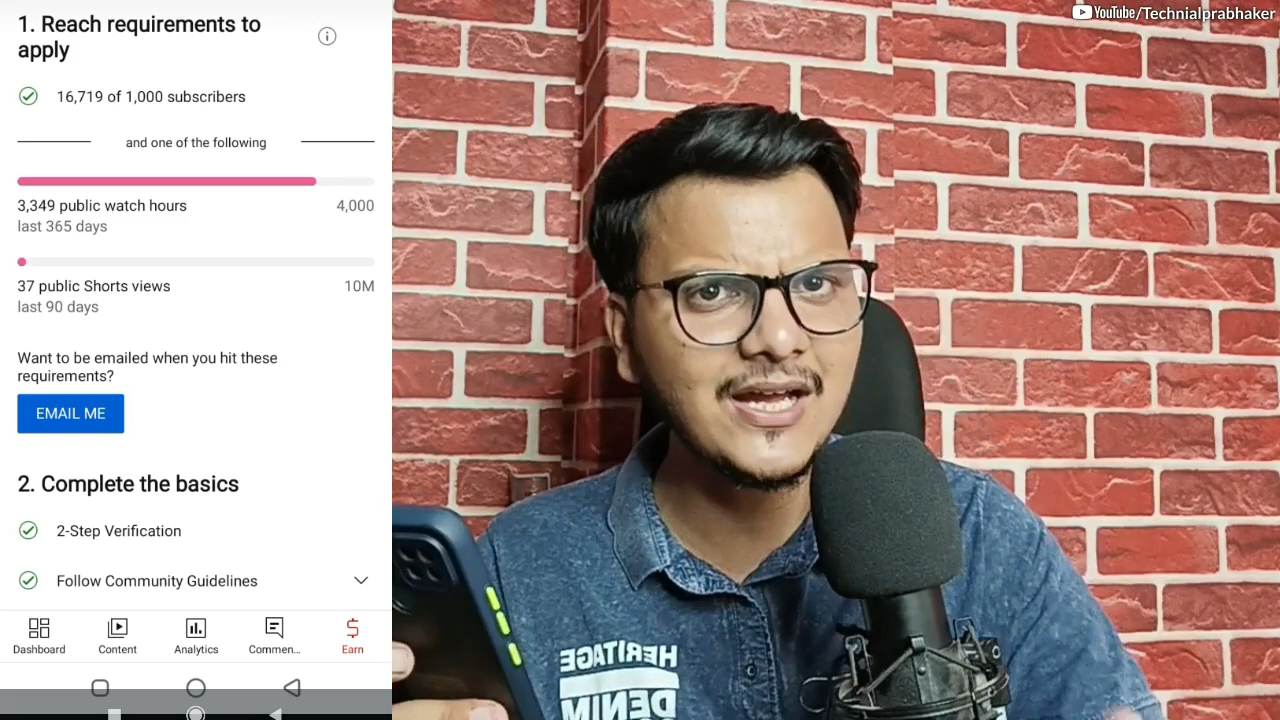 1. Reach requirements to
apply
16,719 of 1,000 subscribers
and one of the following
3,349 public watch hours
4,000
last 365 days
37 public Shorts views
10M
last 90 days
Want to be emailed when you hit these
requirements?
EMAIL ME
2. Complete the basics
2-Step Verification
Follow Community Guidelines
Dashboard
Content
Analytics
Commen...
Earn
YouTube/Technialprabhaker
HERITAGE
DENIM